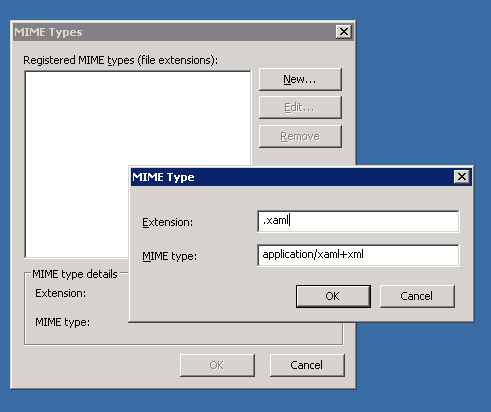 MIME Types
Registered MIME types (file extensions):
New...
Edit...
Remove
MIME Type
Extension:
.xaml
MIME type:
application/xaml+xml
OK
Cancel
MIME type details
Extension:
MIME type:
OK
Cancel